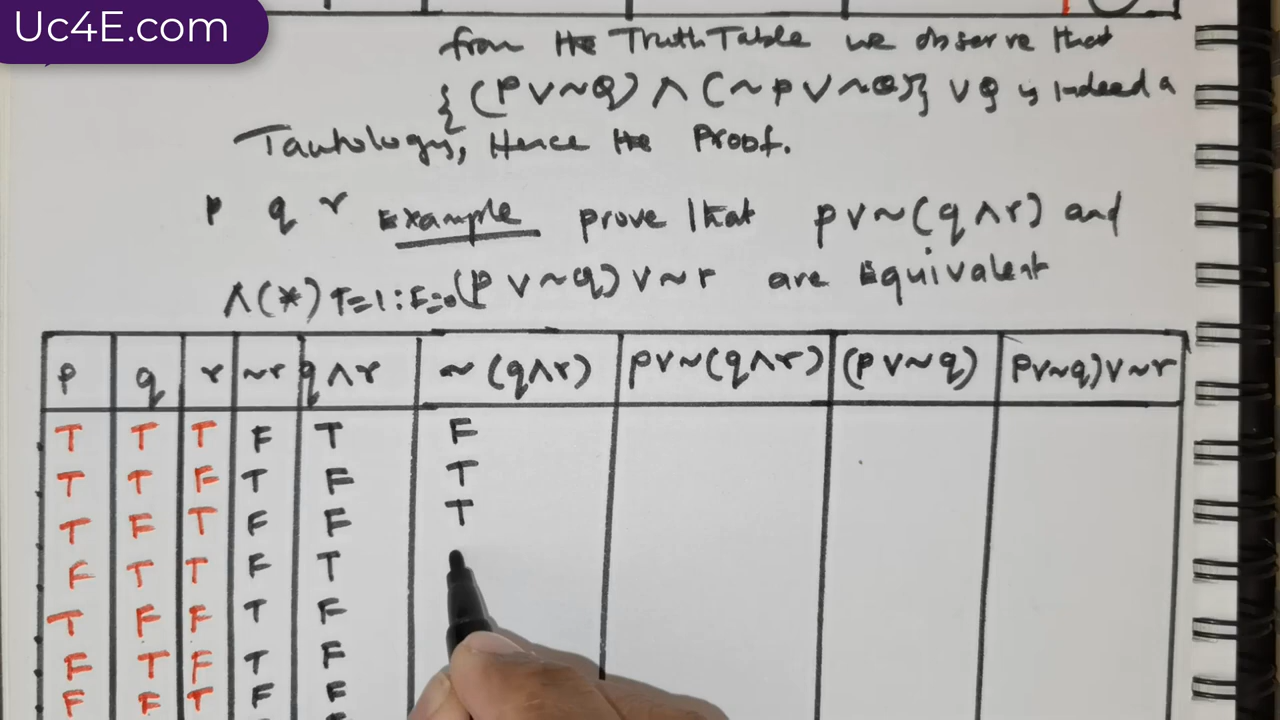 Uc4E.com
from the Truth Table we observe that
{(P∨~Q)∧(~P∨~Q)}∨Q is Indeed a
Tautology, Hence the Proof.
P q r Example prove that p∨~(q∧r) and
∧(*) T=1:F=0 (p∨~q)∨~r are Equivalent
P q r ~r q∧r ~(q∧r) p∨~(q∧r) (p∨~q) p∨~q)∨~r
T T T F T F
T T F T F T
T F T F F T
F T T F T
T F F T F
F T F T F
F F T F F